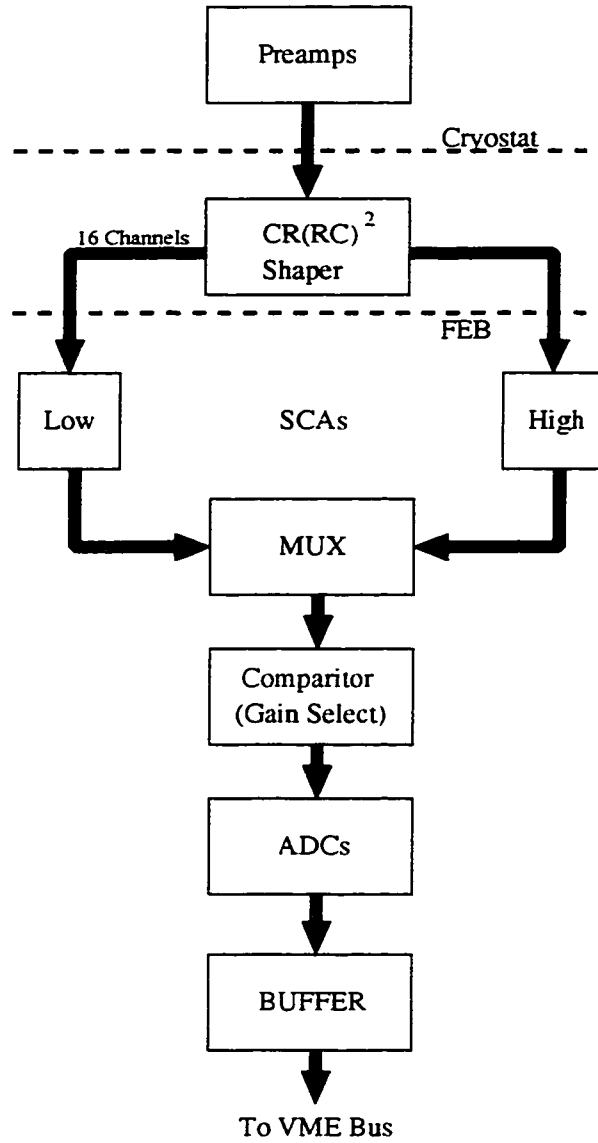 Preamps
Cryostat
16 Channels
CR(RC)²
Shaper
FEB
Low
SCAs
High
MUX
Comparitor
(Gain Select)
ADCs
BUFFER
To VME Bus